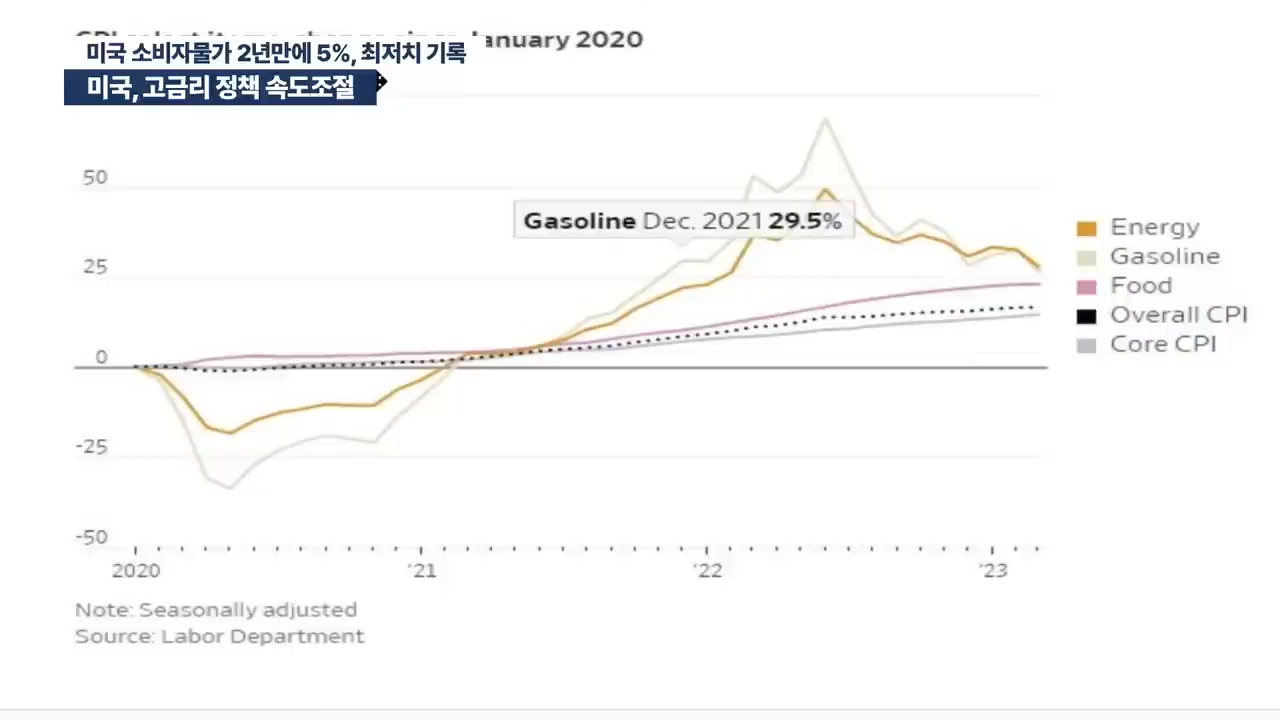 January 2020
미국 소비자물가 2년만에 5%, 최저치 기록
미국, 고금리 정책 속도조절
50
Gasoline Dec. 2021 29.5%
25
0
-25
-50
2020
'21
'22
'23
Energy
Gasoline
Food
Overall CPI
Core CPI
Note: Seasonally adjusted
Source: Labor Department